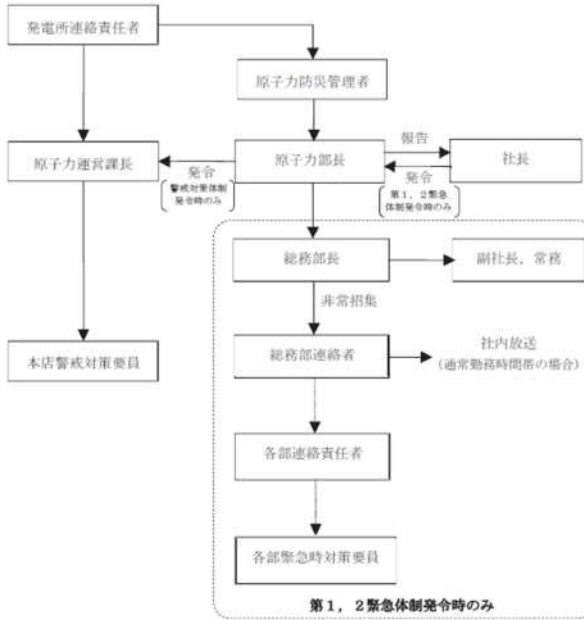 発電所連絡責任者
原子力防災管理者
原子力運営課長
発令
警戒対策体制
発令時のみ
原子力部長
報告
発令
第1,2緊急
体制発令時のみ
社長
総務部長
副社長、常務
非常招集
本店警戒対策要員
総務部連絡者
社内放送
(通常勤務時間帯の場合)
各部連絡責任者
各部緊急時対策要員
第1,2緊急体制発令時のみ